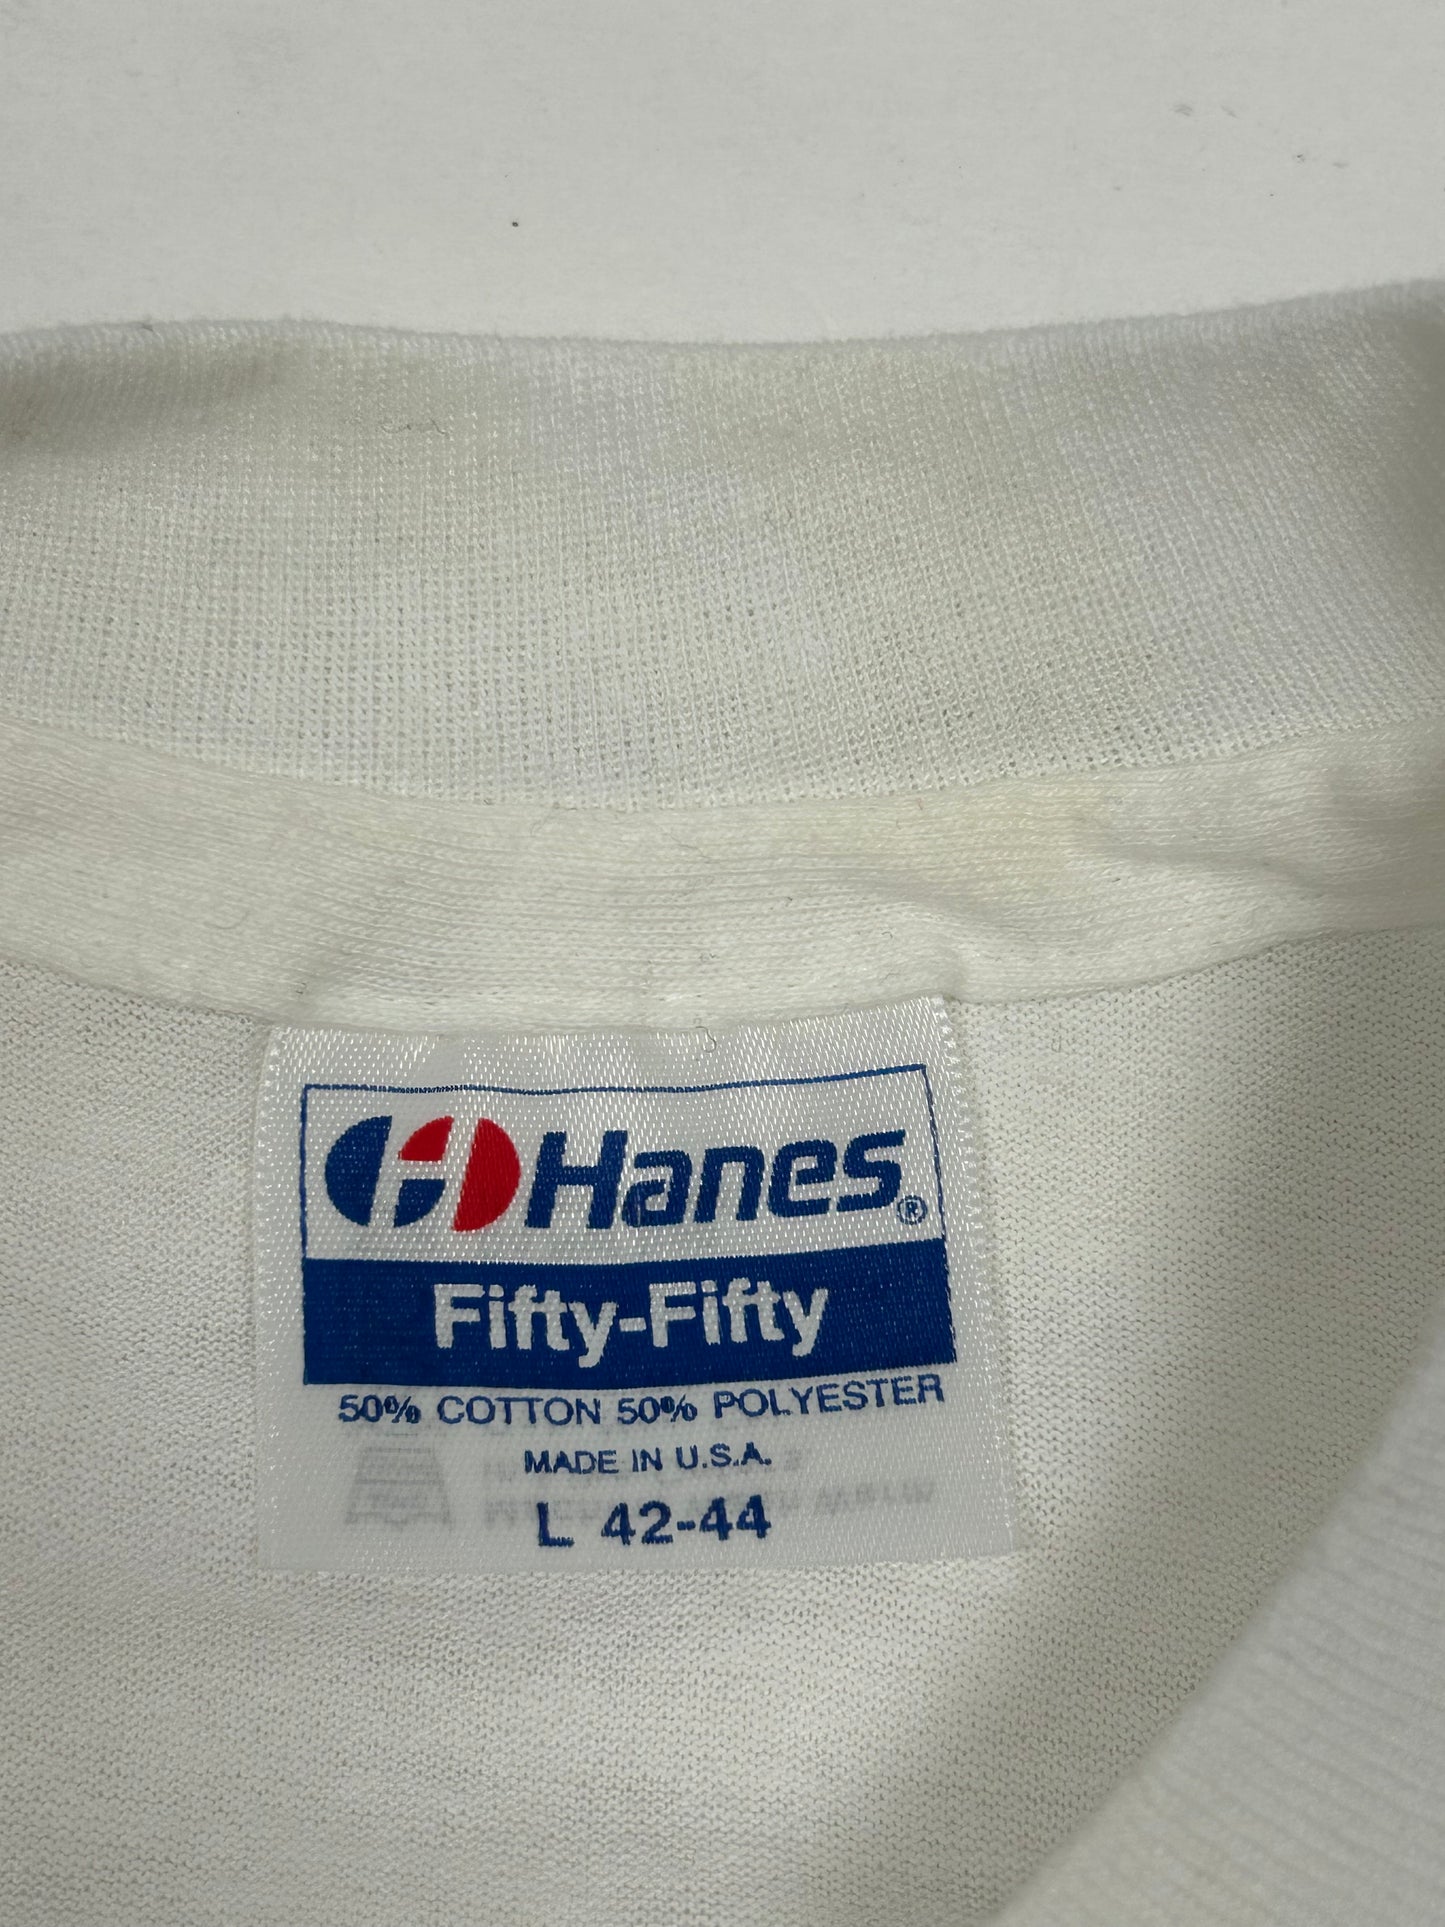 Hanes®
Fifty-Fifty
50% COTTON 50% POLYESTER
MADE IN U.S.A.
L 42-44